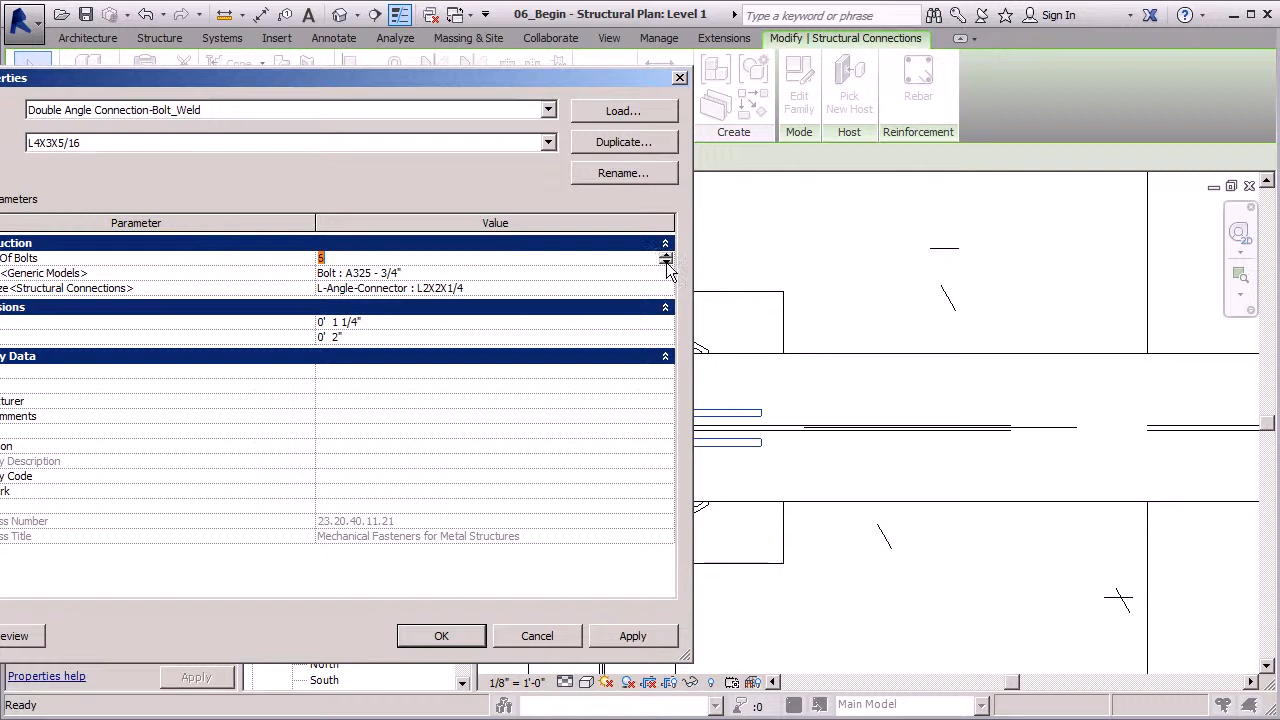 06_Begin - Structural Plan: Level 1
Type a keyword or phrase
Sign In
Architecture
Structure
Systems
Insert
Annotate
Analyze
Massing & Site
Collaborate
View
Manage
Extensions
Modify | Structural Connections
Cope
Edit
Family
Pick
New Host
Rebar
Create
Mode
Host
Reinforcement
erties
Double Angle Connection-Bolt_Weld
Load...
L4X3X5/16
Duplicate...
Rename...
ameters
Parameter
Value
uction
Of Bolts
5
<Generic Models>
Bolt : A325 - 3/4"
ze<Structural Connections>
L-Angle-Connector : L2X2X1/4
sions
0' 1 1/4"
0' 2"
y Data
cturer
mments
ion
y Description
y Code
rk
ss Number
23.20.40.11.21
ss Title
Mechanical Fasteners for Metal Structures
eview
OK
Cancel
Apply
2D
North
Properties help
Apply
South
1/8" = 1'-0"
Ready
:0
Main Model